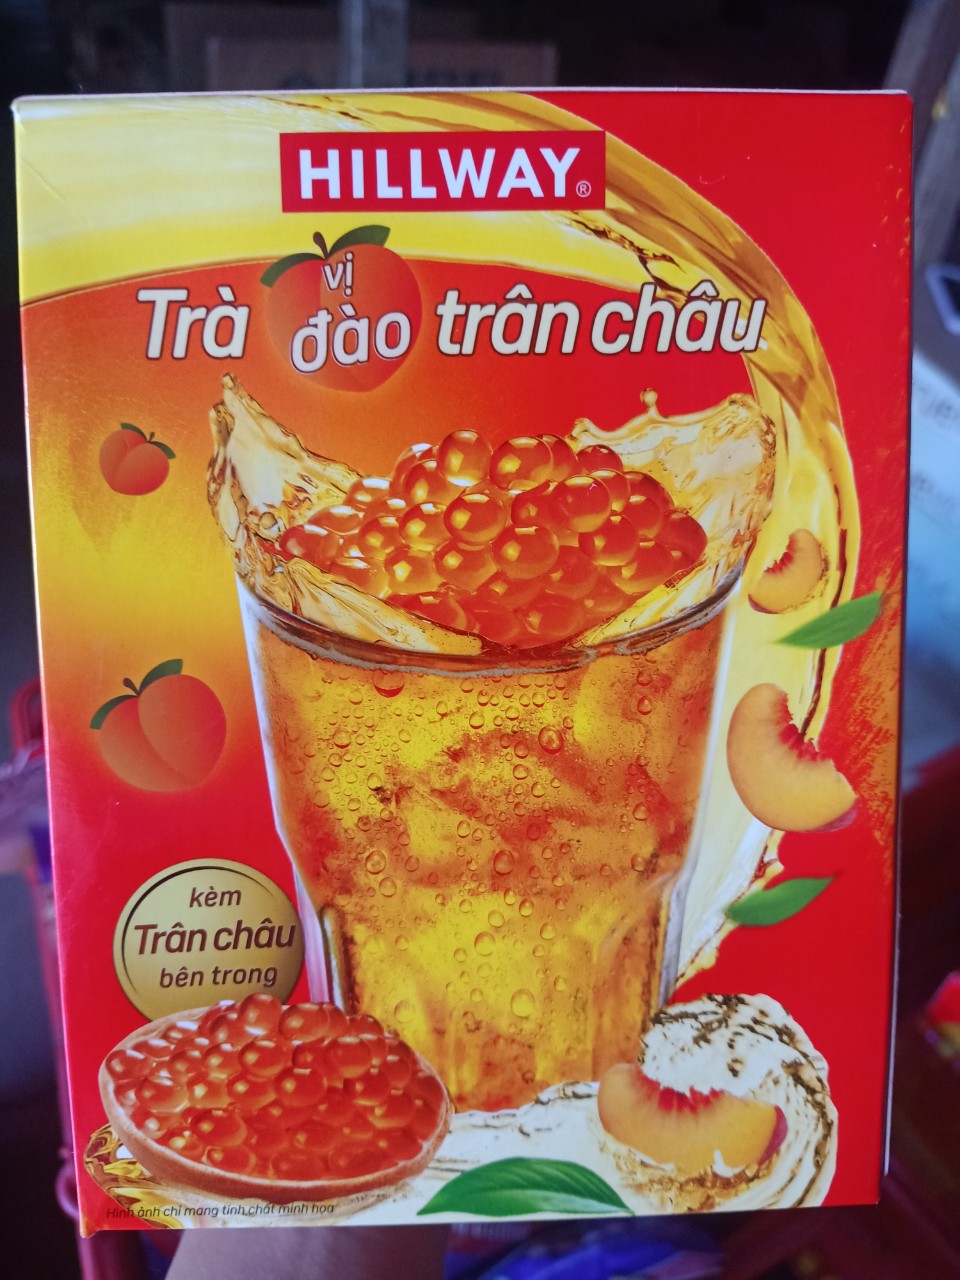 HILLWAY®
Trà vị đào trân châu
kèm
Trân châu
bên trong
Hình ảnh chỉ mang tính chất minh họa